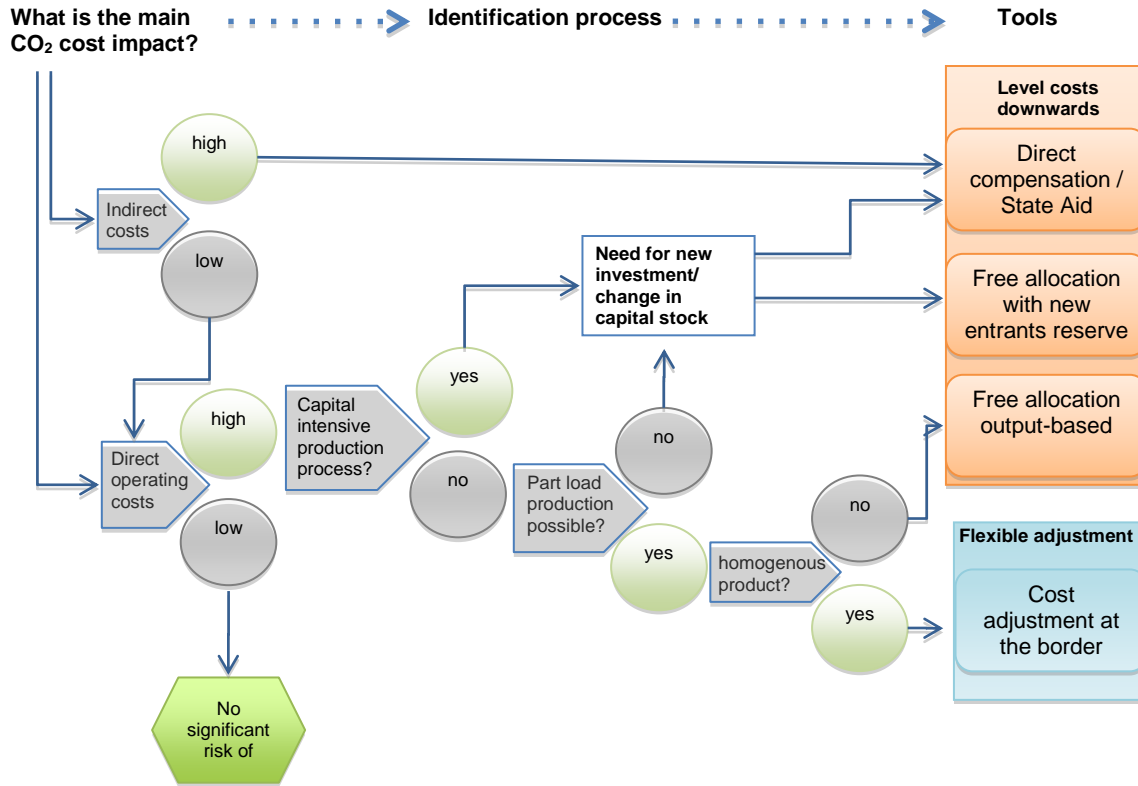 What is the main
CO₂ cost impact?
Identification process
Tools
Level costs
downwards
high
Direct
compensation /
State Aid
Indirect
costs
low
Need for new
investment/
change in
capital stock
Free allocation
with new
entrants reserve
yes
high
Capital
intensive
production
process?
Free allocation
output-based
no
Direct
operating
costs
no
Part load
production
possible?
no
low
yes
homogenous
product?
Flexible adjustment
yes
Cost
adjustment at
the border
No
significant
risk of